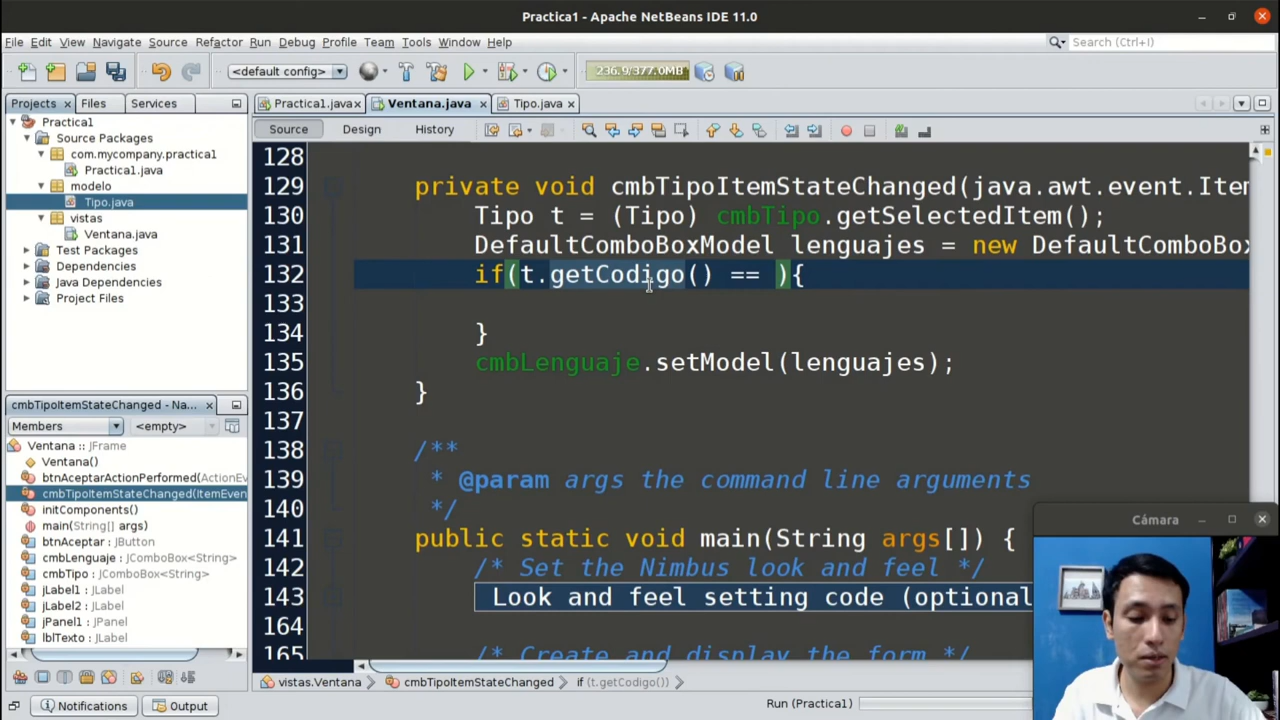 Practica1 - Apache NetBeans IDE 11.0
File Edit View Navigate Source Refactor Run Debug Profile Team Tools Window Help
Search (Ctrl+I)
<default config>
236.9/377.0MB
Projects Files Services
Practica1.java Ventana.java Tipo.java
Source Design History
Practica1
Source Packages
com.mycompany.practica1
Practica1.java
modelo
Tipo.java
vistas
Ventana.java
Test Packages
Dependencies
Java Dependencies
Project Files
128
129 private void cmbTipoItemStateChanged(java.awt.event.Item
130 Tipo t = (Tipo) cmbTipo.getSelectedItem();
131 DefaultComboBoxModel lenguajes = new DefaultComboBox
132 if(t.getCodigo() == ){
133
134 }
135 cmbLenguaje.setModel(lenguajes);
136 }
137
138 /**
139 * @param args the command line arguments
140 */
141 public static void main(String args[]) {
142 /* Set the Nimbus look and feel */
143 Look and feel setting code (optional
164
165 /* Create and display the form */
cmbTipoItemStateChanged - Na...
Members <empty>
Ventana :: JFrame
Ventana()
btnAceptarActionPerformed(ActionEv
cmbTipoItemStateChanged(ItemEven
initComponents()
main(String[] args)
btnAceptar : JButton
cmbLenguaje : JComboBox<String>
cmbTipo : JComboBox<String>
jLabel1 : JLabel
jLabel2 : JLabel
jPanel1 : JPanel
lblTexto : JLabel
Cámara
vistas.Ventana cmbTipoItemStateChanged if (t.getCodigo())
Notifications Output
Run (Practica1)